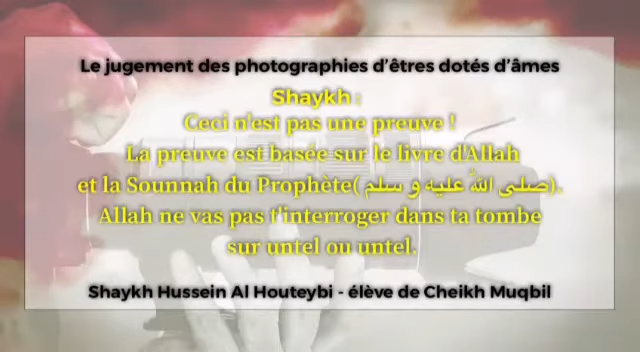 Le jugement des photographies d’êtres dotés d’âmes
Shaykh :
Ceci n'est pas une preuve !
La preuve est basée sur le livre d'Allah
et la Sounnah du Prophète( صلى الله عليه و سلم).
Allah ne vas pas t'interroger dans ta tombe
sur untel ou untel.
Shaykh Hussein Al Houteybi - élève de Cheikh Muqbil